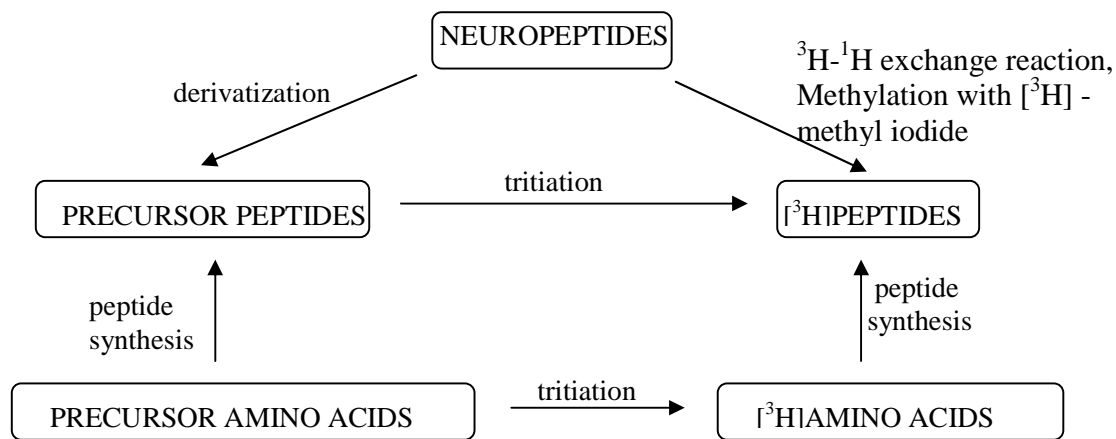 NEUROPEPTIDES
³H-¹H exchange reaction,
Methylation with [³H] -
methyl iodide
derivatization
tritiation
PRECURSOR PEPTIDES
[³H]PEPTIDES
peptide
synthesis
peptide
synthesis
tritiation
PRECURSOR AMINO ACIDS
[³H]AMINO ACIDS